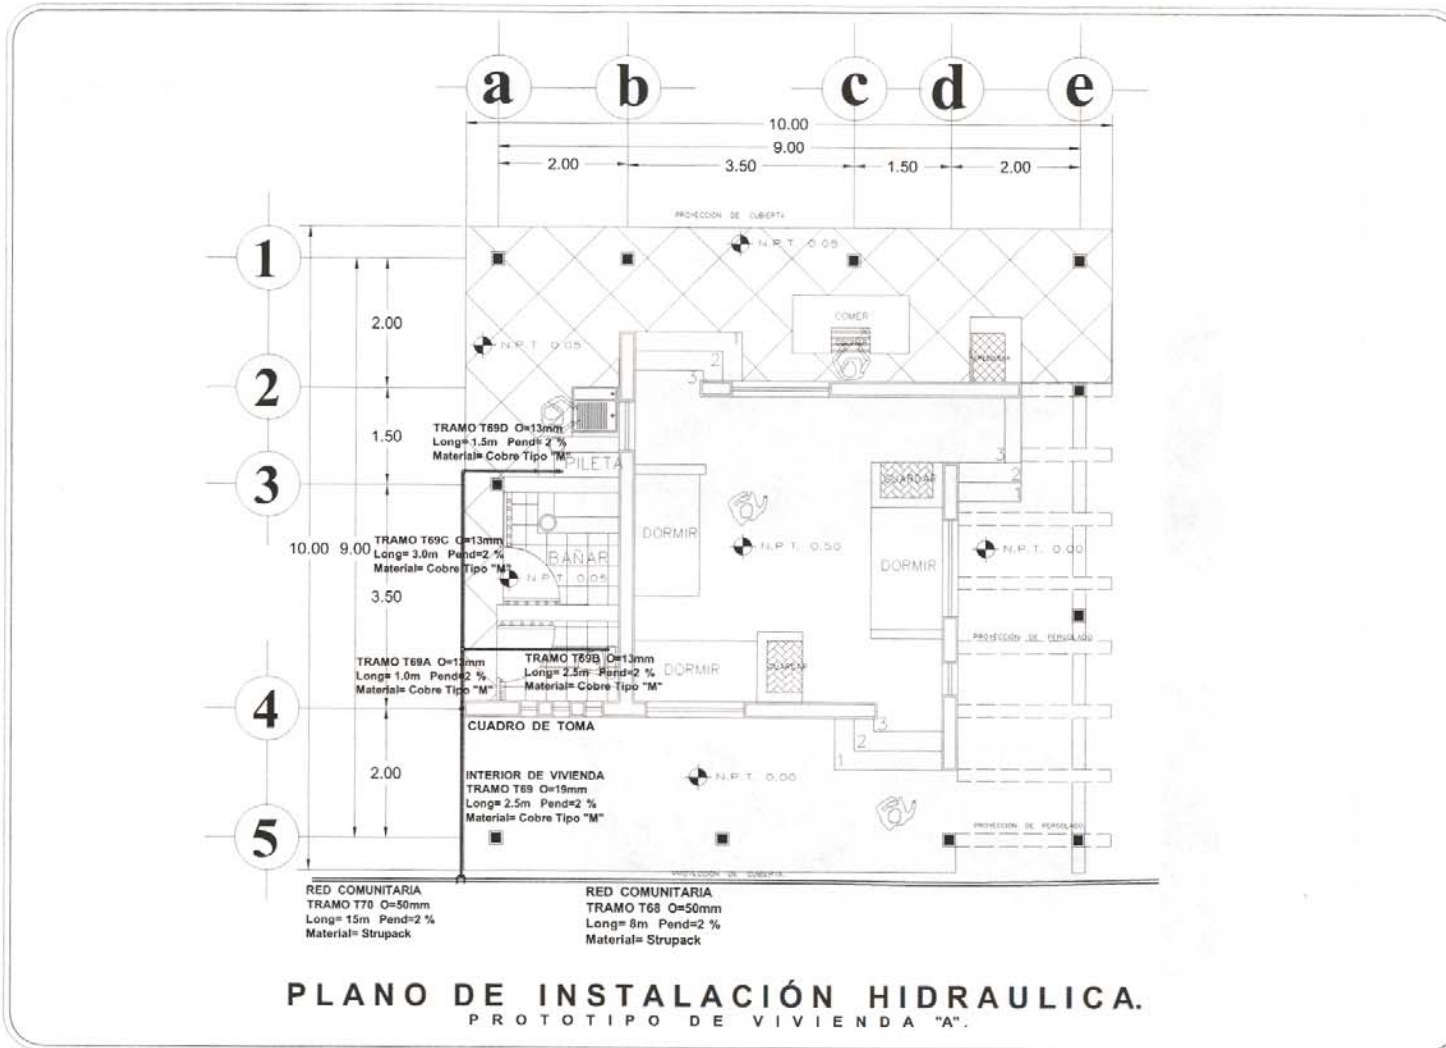 a b c d e
10.00
9.00
2.00 3.50 1.50 2.00
PROYECCION DE CUBIERTA
1
N.P.T. 0.05
2.00
COMER
N.P.T. 0.05
1
2
3
2
TRAMO T69D O=13mm
Long= 1.5m Pend= 2 %
Material= Cobre Tipo "M"
1.50
PILETA
3
2
1
GUARDAR
3
DORMIR
TRAMO T69C O=13mm
Long= 3.0m Pend=2 %
Material= Cobre Tipo "M"
10.00 9.00
BAÑAR
N.P.T. 0.50
N.P.T. 0.00
N.P.T. 0.05
DORMIR
3.50
PROYECCION DE PERGOLADO
TRAMO T69A O=13mm
Long= 1.0m Pend=2 %
Material= Cobre Tipo "M"
TRAMO T69B O=13mm
Long= 2.5m Pend=2 %
Material= Cobre Tipo "M"
DORMIR
GUARDAR
4
CUADRO DE TOMA
3
2
1
2.00
INTERIOR DE VIVIENDA
TRAMO T69 O=19mm
Long= 2.5m Pend=2 %
Material= Cobre Tipo "M"
N.P.T. 0.00
5
PROYECCION DE PERGOLADO
PROYECCION DE CUBIERTA
RED COMUNITARIA
TRAMO T70 O=50mm
Long= 15m Pend=2 %
Material= Strupack
RED COMUNITARIA
TRAMO T68 O=50mm
Long= 8m Pend=2 %
Material= Strupack
PLANO DE INSTALACIÓN HIDRAULICA.
PROTOTIPO DE VIVIENDA "A".